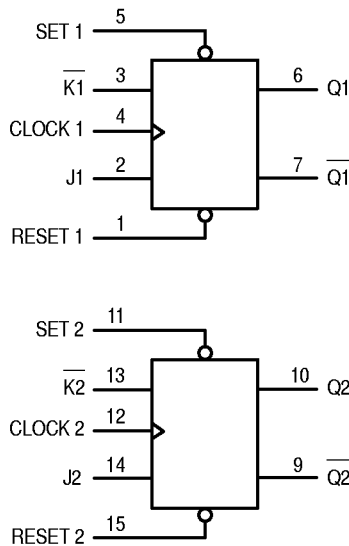 SET 1 5
K1 3 6 Q1
CLOCK 1 4
J1 2 7 Q1
RESET 1 1
SET 2 11
K2 13 10 Q2
CLOCK 2 12
J2 14 9 Q2
RESET 2 15